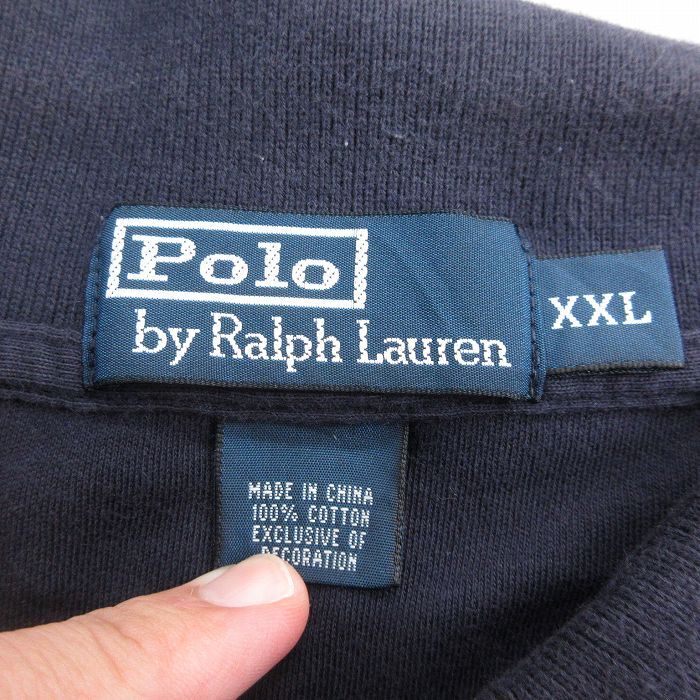 Polo
by Ralph Lauren
XXL
MADE IN CHINA
100% COTTON
EXCLUSIVE OF
DECORATION